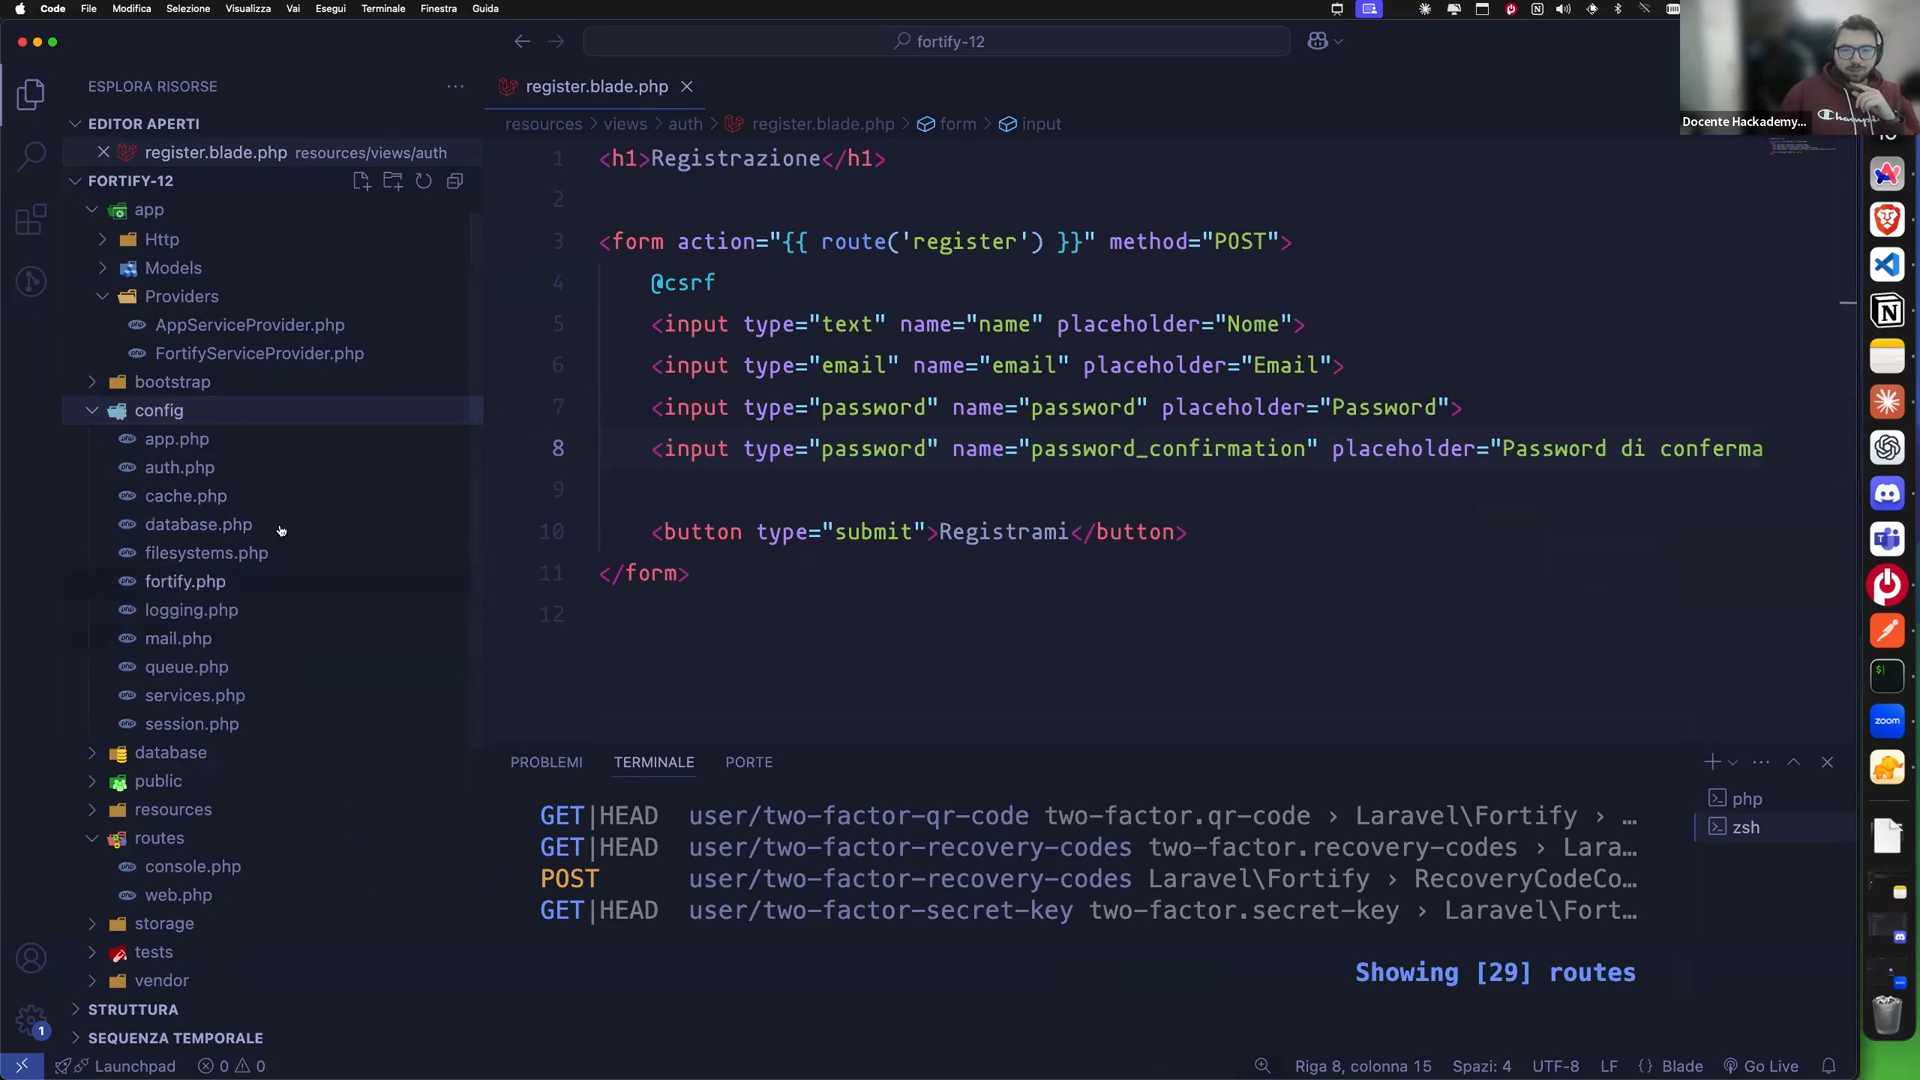 Code File Modifica Selezione Visualizza Vai Esegui Terminale Finestra Guida
fortify-12
ESPLORA RISORSE
EDITOR APERTI
register.blade.php resources/views/auth
FORTIFY-12
app
Http
Models
Providers
AppServiceProvider.php
FortifyServiceProvider.php
bootstrap
config
app.php
auth.php
cache.php
database.php
filesystems.php
fortify.php
logging.php
mail.php
queue.php
services.php
session.php
database
public
resources
routes
console.php
web.php
storage
tests
vendor
STRUTTURA
SEQUENZA TEMPORALE
register.blade.php
resources > views > auth > register.blade.php > form > input
1 <h1>Registrazione</h1>
2
3 <form action="{{ route('register') }}" method="POST">
4 @csrf
5 <input type="text" name="name" placeholder="Nome">
6 <input type="email" name="email" placeholder="Email">
7 <input type="password" name="password" placeholder="Password">
8 <input type="password" name="password_confirmation" placeholder="Password di conferma
9
10 <button type="submit">Registrami</button>
11 </form>
12
PROBLEMI TERMINALE PORTE
GET|HEAD user/two-factor-qr-code two-factor.qr-code › Laravel\Fortify › …
GET|HEAD user/two-factor-recovery-codes two-factor.recovery-codes › Lara…
POST user/two-factor-recovery-codes Laravel\Fortify › RecoveryCodeCo…
GET|HEAD user/two-factor-secret-key two-factor.secret-key › Laravel\Fort…
Showing [29] routes
php
zsh
Docente Hackademy...
Champion
zoom
1
Launchpad 0 0
Riga 8, colonna 15 Spazi: 4 UTF-8 LF {} Blade Go Live